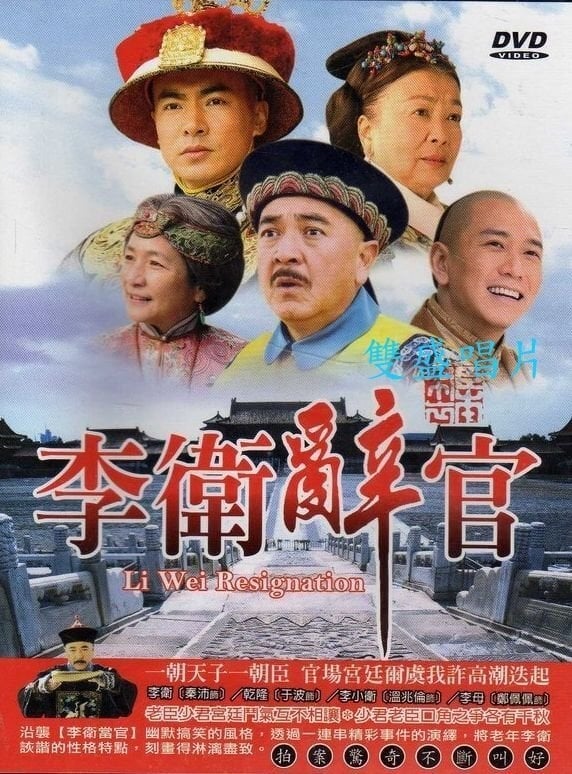 DVD
VIDEO
雙盛唱片
李衛辭官
Li Wei Resignation
一朝天子一朝臣 官場宮廷爾虞我詐高潮迭起
李衛〔秦沛飾〕/乾隆〔于波飾〕/李小衛〔溫兆倫飾〕/李母〔鄭佩佩飾〕
老臣少君宮廷鬥氣互不相讓*少君老臣口角之爭各有千秋
沿襲【李衛當官】幽默搞笑的風格，透過一連串精彩事件的演繹，將老年李衛
詼諧的性格特點，刻畫得淋漓盡致。
拍案驚奇不斷叫好